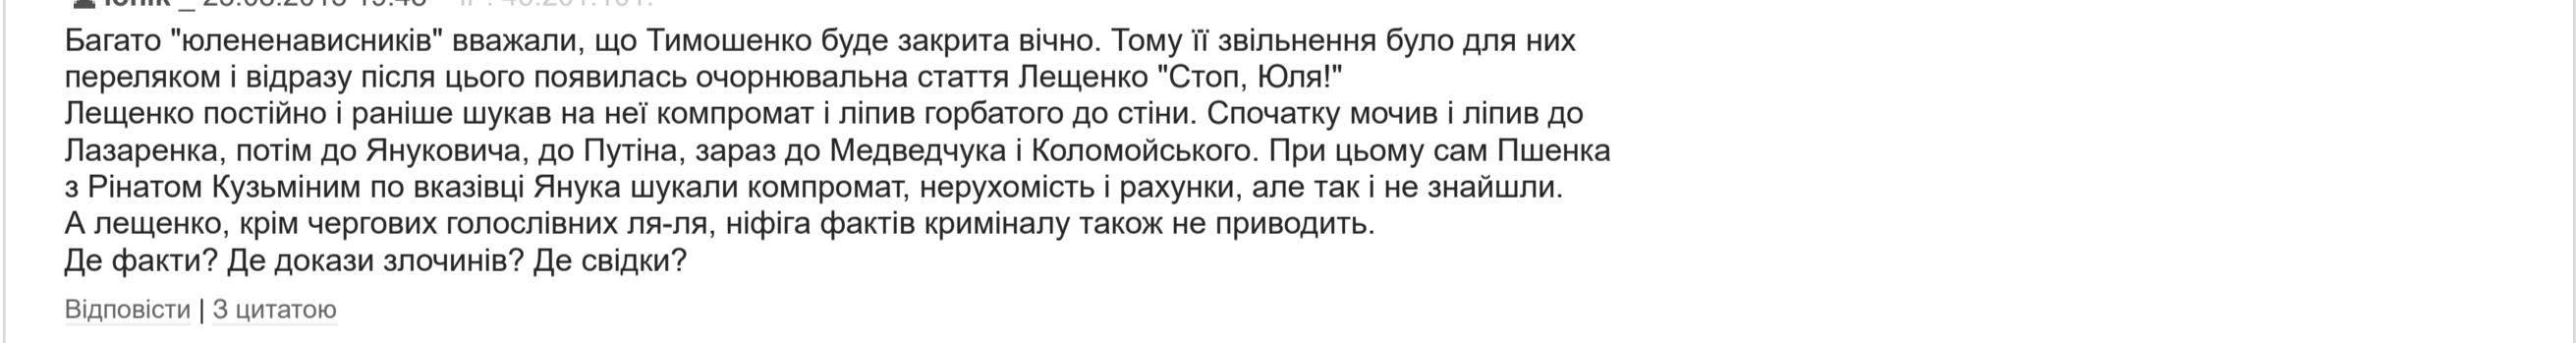 Багато "юлененависників" вважали, що Тимошенко буде закрита вічно. Тому її звільнення було для них
переляком і відразу після цього появилась очорнювальна стаття Лещенко "Стоп, Юля!"
Лещенко постійно і раніше шукав на неї компромат і ліпив горбатого до стіни. Спочатку мочив і ліпив до
Лазаренка, потім до Януковича, до Путіна, зараз до Медведчука і Коломойського. При цьому сам Пшенка
з Рінатом Кузьміним по вказівці Янука шукали компромат, нерухомість і рахунки, але так і не знайшли.
А лещенко, крім чергових голослівних ля-ля, ніфіга фактів криміналу також не приводить.
Де факти? Де докази злочинів? Де свідки?
Відповісти | З цитатою